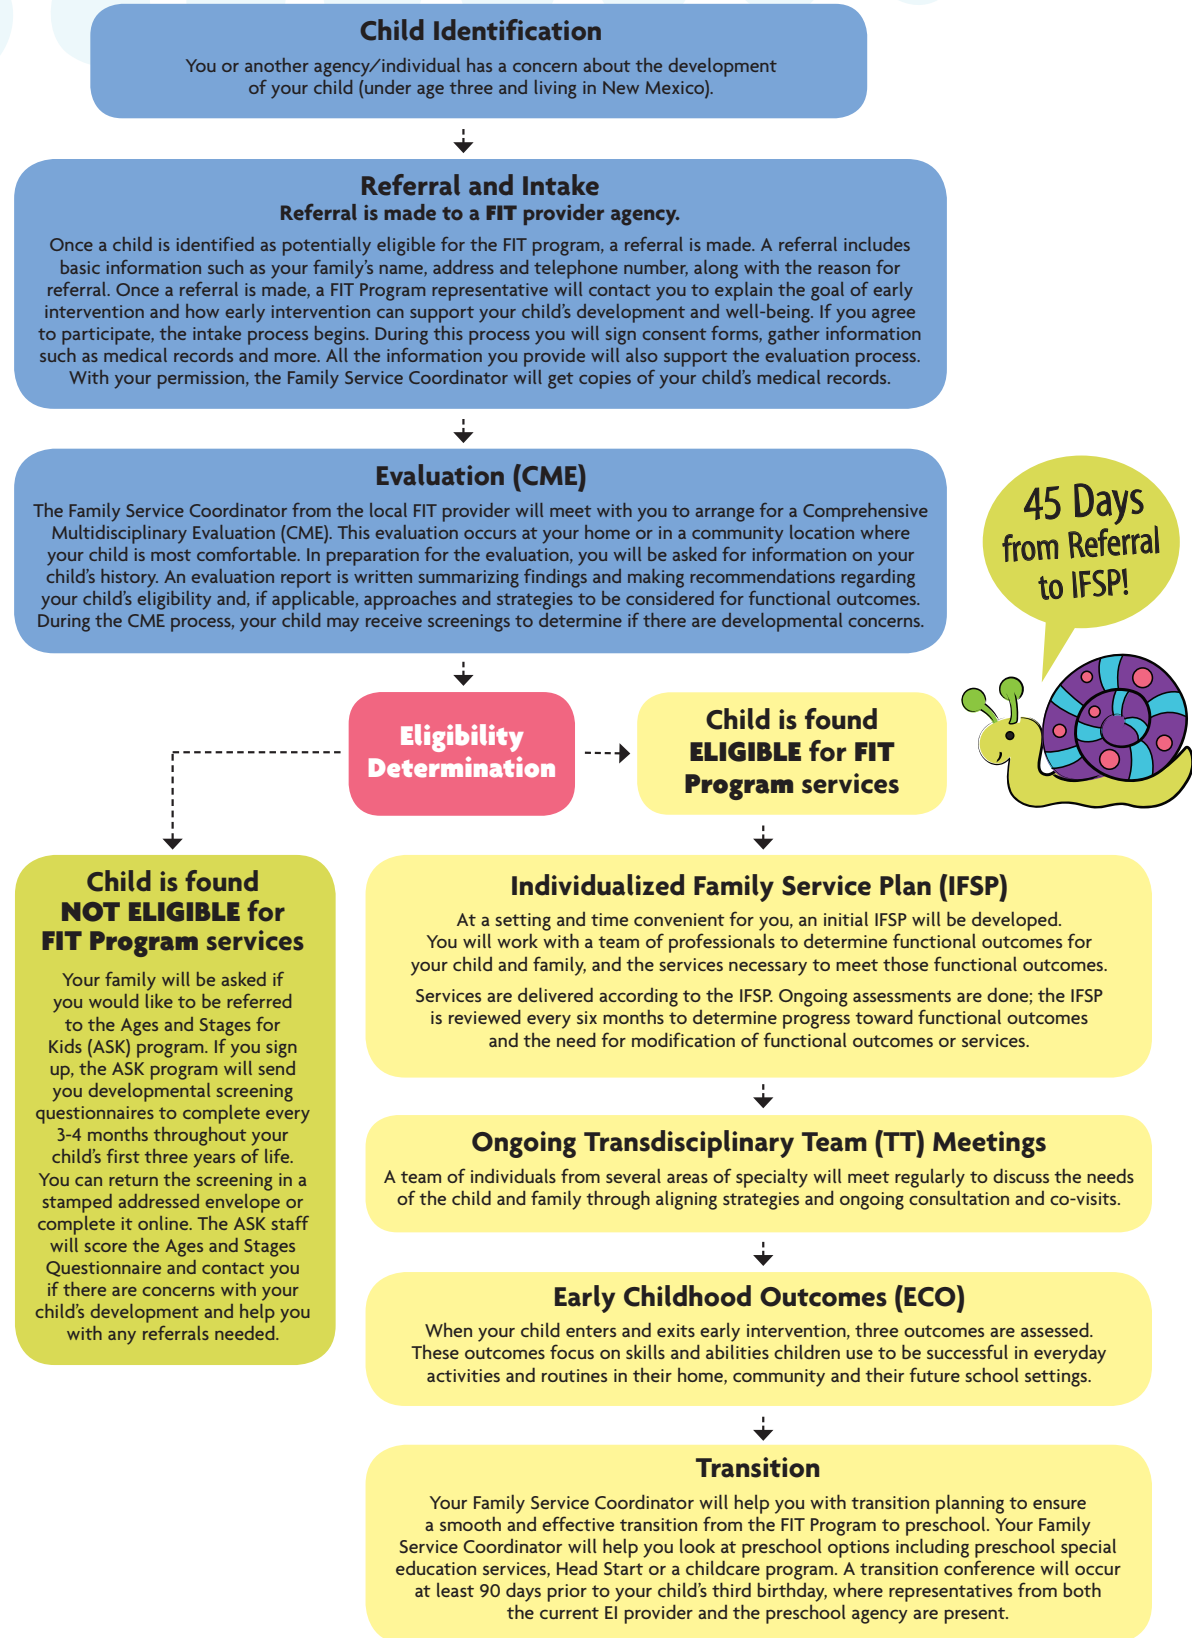 Child Identification
You or another agency/individual has a concern about the development
of your child (under age three and living in New Mexico).
Referral and Intake
Referral is made to a FIT provider agency.
Once a child is identified as potentially eligible for the FIT program, a referral is made. A referral includes
basic information such as your family's name, address and telephone number, along with the reason for
referral. Once a referral is made, a FIT Program representative will contact you to explain the goal of early
intervention and how early intervention can support your child's development and well-being. If you agree
to participate, the intake process begins. During this process you will sign consent forms, gather information
such as medical records and more. All the information you provide will also support the evaluation process.
With your permission, the Family Service Coordinator will get copies of your child's medical records.
Evaluation (CME)
The Family Service Coordinator from the local FIT provider will meet with you to arrange for a Comprehensive
Multidisciplinary Evaluation (CME). This evaluation occurs at your home or in a community location where
your child is most comfortable. In preparation for the evaluation, you will be asked for information on your
child's history. An evaluation report is written summarizing findings and making recommendations regarding
your child's eligibility and, if applicable, approaches and strategies to be considered for functional outcomes.
During the CME process, your child may receive screenings to determine if there are developmental concerns.
45 Days
from Referral
to IFSP!
Eligibility
Determination
Child is found
ELIGIBLE for FIT
Program services
Child is found
NOT ELIGIBLE for
FIT Program services
Your family will be asked if
you would like to be referred
to the Ages and Stages for
Kids (ASK) program. If you sign
up, the ASK program will send
you developmental screening
questionnaires to complete every
3-4 months throughout your
child's first three years of life.
You can return the screening in a
stamped addressed envelope or
complete it online. The ASK staff
will score the Ages and Stages
Questionnaire and contact you
if there are concerns with your
child's development and help you
with any referrals needed.
Individualized Family Service Plan (IFSP)
At a setting and time convenient for you, an initial IFSP will be developed.
You will work with a team of professionals to determine functional outcomes for
your child and family, and the services necessary to meet those functional outcomes.
Services are delivered according to the IFSP. Ongoing assessments are done; the IFSP
is reviewed every six months to determine progress toward functional outcomes
and the need for modification of functional outcomes or services.
Ongoing Transdisciplinary Team (TT) Meetings
A team of individuals from several areas of specialty will meet regularly to discuss the needs
of the child and family through aligning strategies and ongoing consultation and co-visits.
Early Childhood Outcomes (ECO)
When your child enters and exits early intervention, three outcomes are assessed.
These outcomes focus on skills and abilities children use to be successful in everyday
activities and routines in their home, community and their future school settings.
Transition
Your Family Service Coordinator will help you with transition planning to ensure
a smooth and effective transition from the FIT Program to preschool. Your Family
Service Coordinator will help you look at preschool options including preschool special
education services, Head Start or a childcare program. A transition conference will occur
at least 90 days prior to your child's third birthday, where representatives from both
the current EI provider and the preschool agency are present.